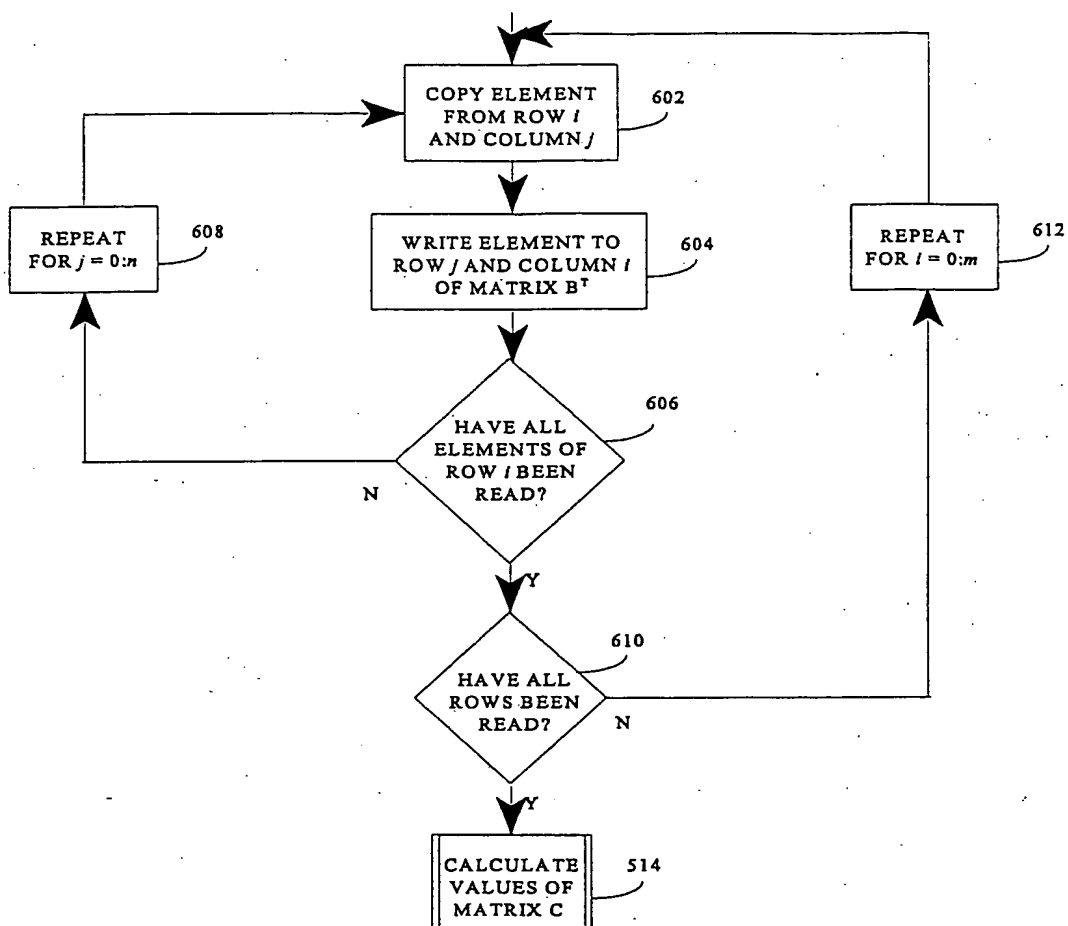 COPY ELEMENT
FROM ROW i
AND COLUMN j
602
REPEAT
FOR j = 0:n
608
WRITE ELEMENT TO
ROW j AND COLUMN i
OF MATRIX Bᵀ
604
REPEAT
FOR i = 0:m
612
HAVE ALL
ELEMENTS OF
ROW i BEEN
READ?
606
N
Y
HAVE ALL
ROWS BEEN
READ?
610
N
Y
CALCULATE
VALUES OF
MATRIX C
514